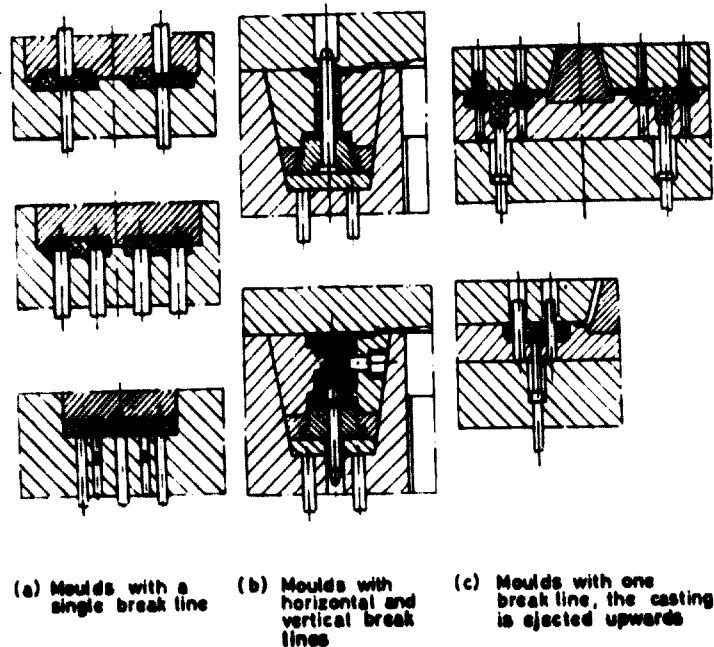 (a) Moulds with a
single break line
(b) Moulds with
horizontal and
vertical break
lines
(c) Moulds with one
break line, the casting
is ejected upwards